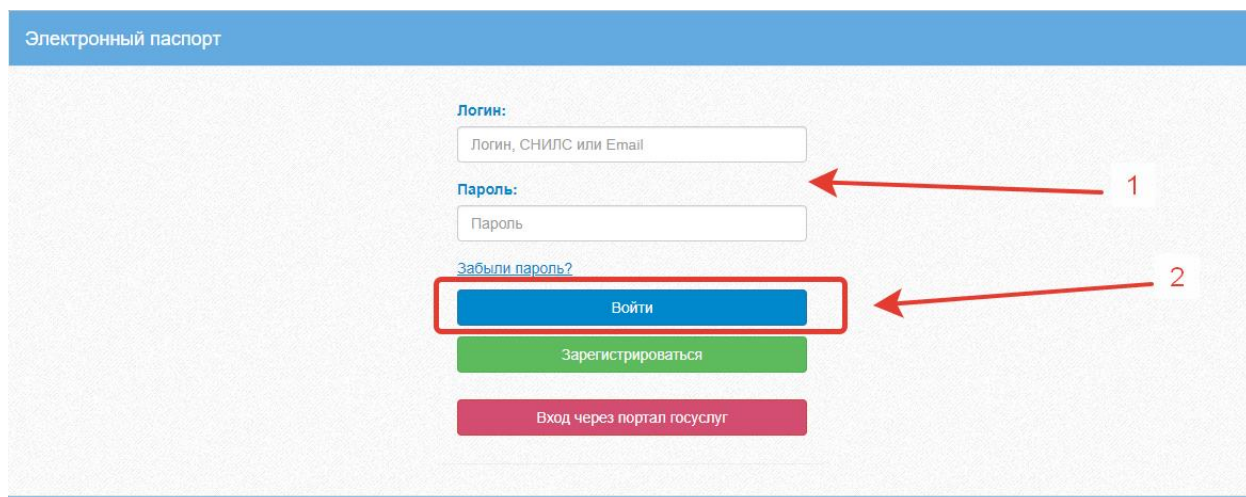 Электронный паспорт
Логин:
Логин, СНИЛС или Email
1
Пароль:
Пароль
Забыли пароль?
2
Войти
Зарегистрироваться
Вход через портал госуслуг